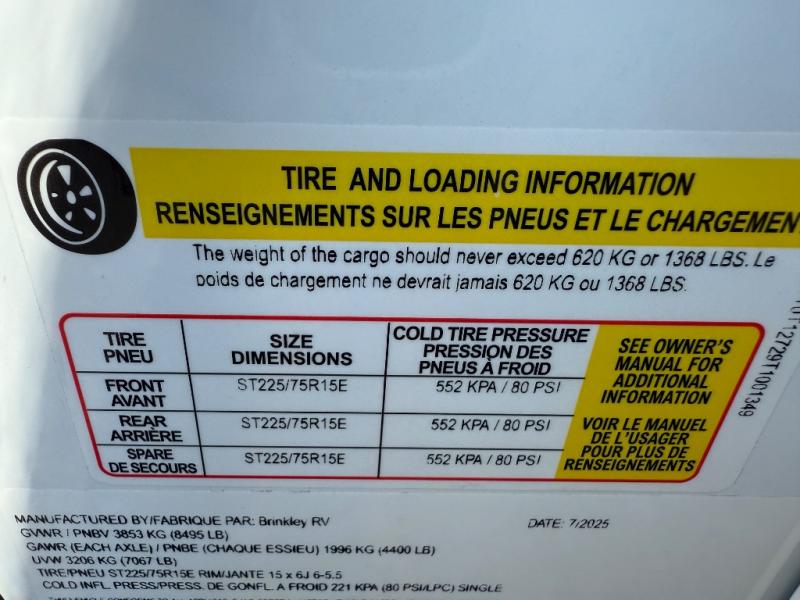 TIRE AND LOADING INFORMATION
RENSEIGNEMENTS SUR LES PNEUS ET LE CHARGEMENT
The weight of the cargo should never exceed 620 KG or 1368 LBS. Le
poids de chargement ne devrait jamais 620 KG ou 1368 LBS.
TIRE
PNEU
SIZE
DIMENSIONS
COLD TIRE PRESSURE
PRESSION DES
PNEUS À FROID
SEE OWNER'S
MANUAL FOR
ADDITIONAL
INFORMATION
FRONT
AVANT
ST225/75R15E
552 KPA / 80 PSI
REAR
ARRIÈRE
ST225/75R15E
552 KPA / 80 PSI
VOIR LE MANUEL
DE L'USAGER
POUR PLUS DE
RENSEIGNEMENTS
SPARE
DE SECOURS
ST225/75R15E
552 KPA / 80 PSI
MANUFACTURED BY/FABRIQUE PAR: Brinkley RV DATE: 7/2025
GVWR / PNBV 3853 KG (8495 LB)
GAWR (EACH AXLE) / PNBE (CHAQUE ESSIEU) 1996 KG (4400 LB)
UVW 3206 KG (7067 LB)
TIRE/PNEU ST225/75R15E RIM/JANTE 15 x 6J 6-5.5
COLD INFL. PRESS/PRESS. DE GONFL. A FROID 221 KPA (80 PSI/LPC) SINGLE